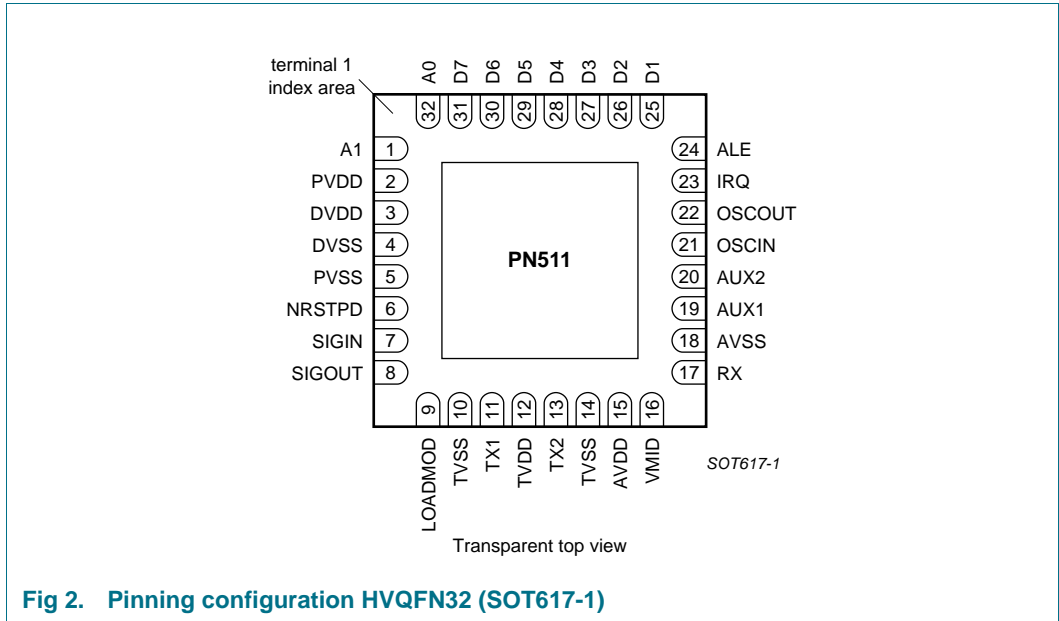 terminal 1
index area
A0 D7 D6 D5 D4 D3 D2 D1
32 31 30 29 28 27 26 25
A1 1 24 ALE
PVDD 2 23 IRQ
DVDD 3 22 OSCOUT
DVSS 4 21 OSCIN
PN511
PVSS 5 20 AUX2
NRSTPD 6 19 AUX1
SIGIN 7 18 AVSS
SIGOUT 8 17 RX
9 10 11 12 13 14 15 16
LOADMOD TVSS TX1 TVDD TX2 TVSS AVDD VMID
SOT617-1
Transparent top view
Fig 2. Pinning configuration HVQFN32 (SOT617-1)